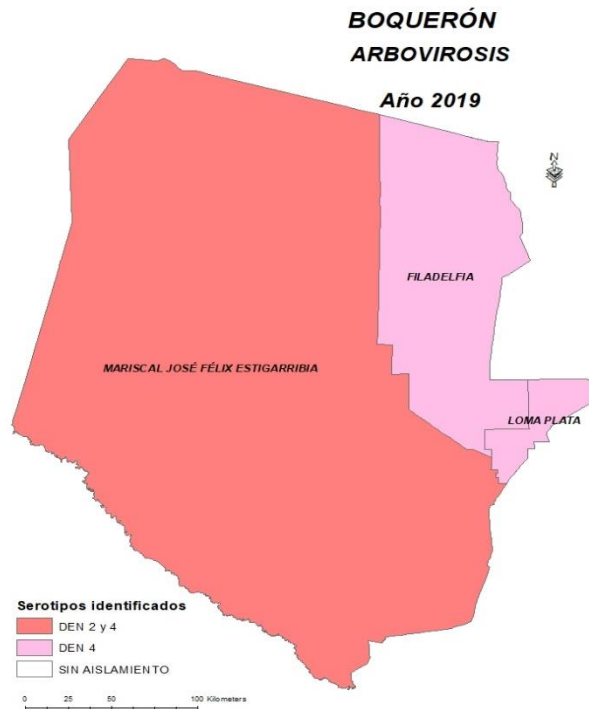 BOQUERÓN
ARBOVIROSIS
Año 2019
N
FILADELFIA
MARISCAL JOSÉ FÉLIX ESTIGARRIBIA
LOMA PLATA
Serotipos identificados
DEN 2 y 4
DEN 4
SIN AISLAMIENTO
0 25 50 100 Kilometers